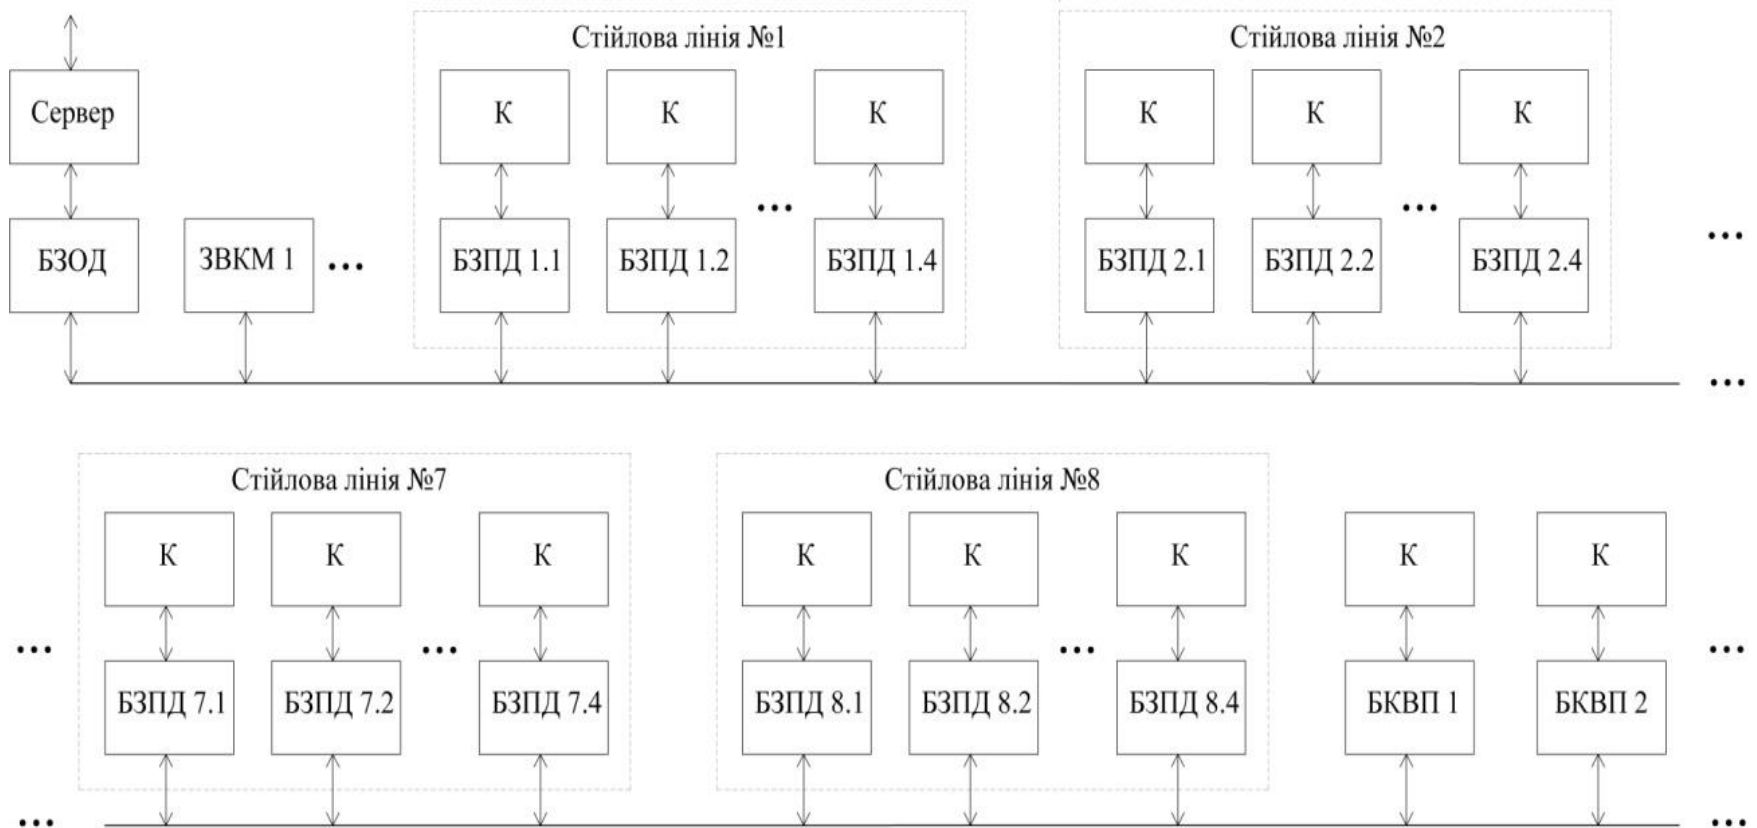 Стійлова лінія №1
Стійлова лінія №2
Сервер
К
К
К
К
К
К
...
...
БЗОД
ЗВКМ 1
...
БЗПД 1.1
БЗПД 1.2
БЗПД 1.4
БЗПД 2.1
БЗПД 2.2
БЗПД 2.4
...
...
Стійлова лінія №7
Стійлова лінія №8
К
К
К
К
К
К
К
К
...
...
...
...
БЗПД 7.1
БЗПД 7.2
БЗПД 7.4
БЗПД 8.1
БЗПД 8.2
БЗПД 8.4
БКВП 1
БКВП 2
...
...